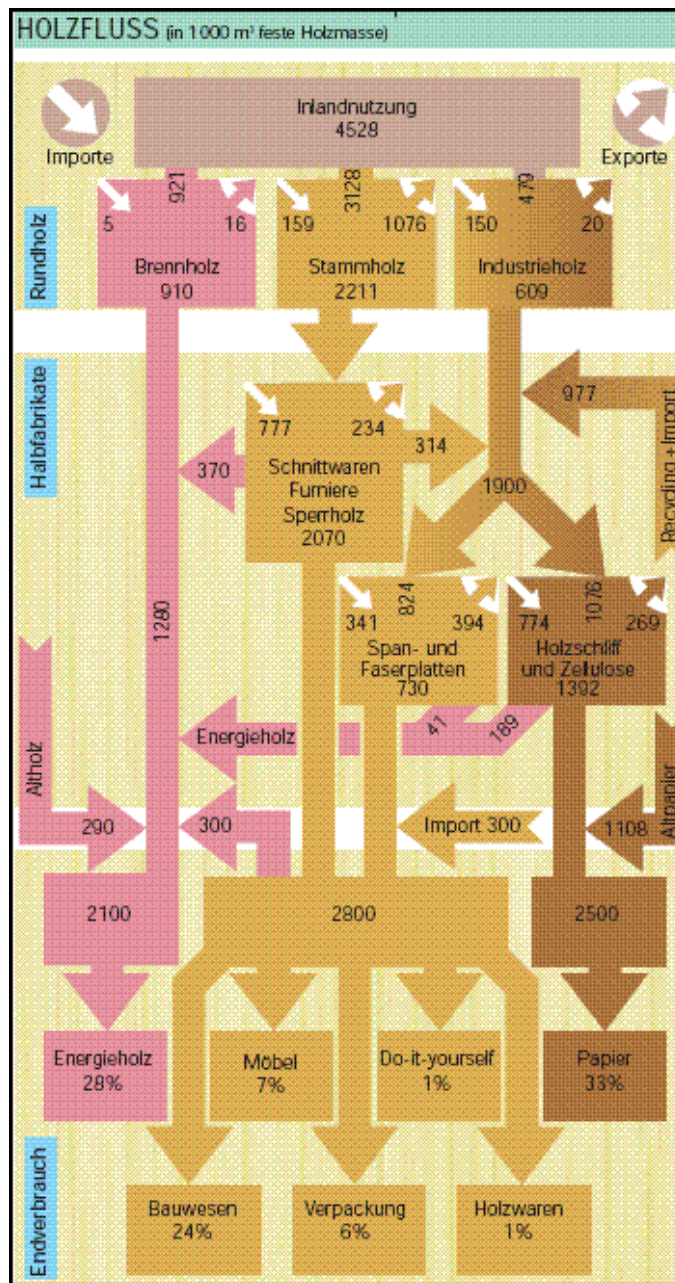 HOLZFLUSS (in 1000 m³ feste Holzmasse)
Inlandnutzung
4528
Importe
Exporte
921
3128
479
5
16
159
1076
150
20
Rundholz
Brennholz
910
Stammholz
2211
Industrieholz
609
Halbfabrikate
777
234
977
370
314
Schnittwaren
Furniere
Sperrholz
2070
1900
Recycling + Import
1280
341
824
394
774
1076
269
Span- und
Faserplatten
730
Holzschliff
und Zellulose
1392
Energieholz
41
189
Altholz
Altpapier
290
300
Import 300
1108
2100
2800
2500
Energieholz
28%
Möbel
7%
Do-it-yourself
1%
Papier
33%
Endverbrauch
Bauwesen
24%
Verpackung
6%
Holzwaren
1%